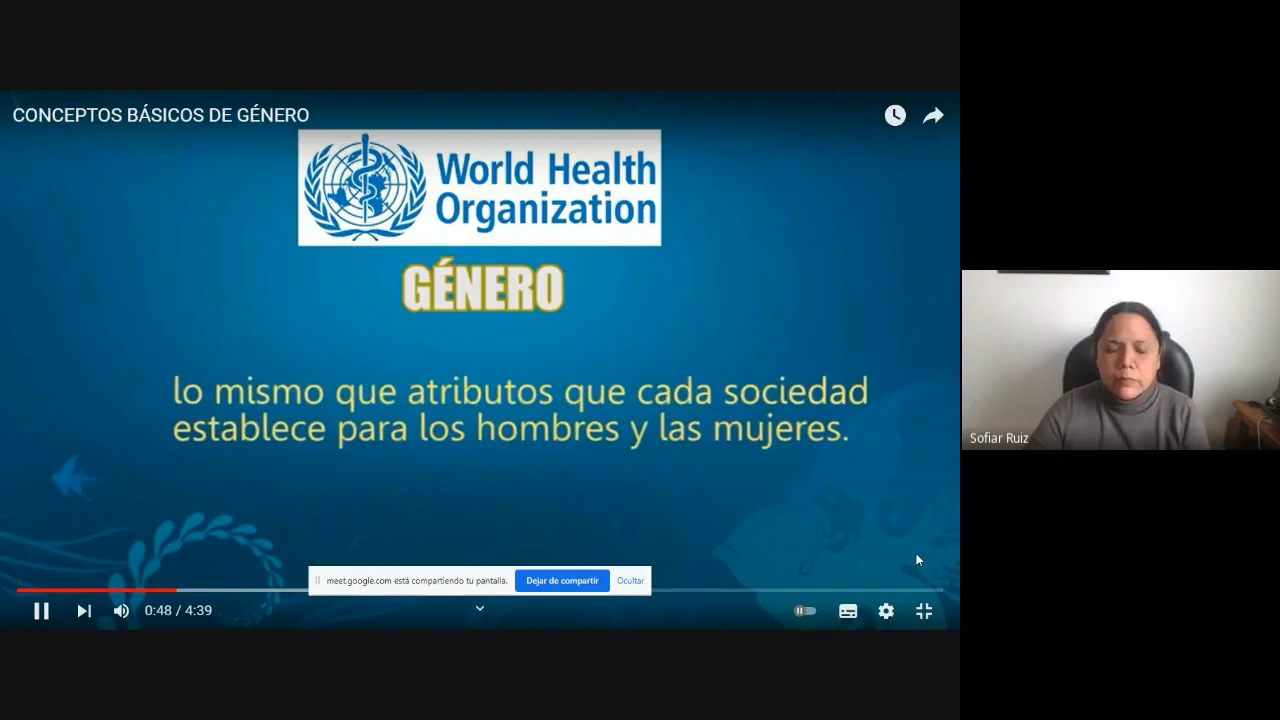 CONCEPTOS BÁSICOS DE GÉNERO
World Health
Organization
GÉNERO
lo mismo que atributos que cada sociedad
establece para los hombres y las mujeres.
Sofiar Ruiz
meet.google.com está compartiendo tu pantalla.
Dejar de compartir
Ocultar
0:48 / 4:39